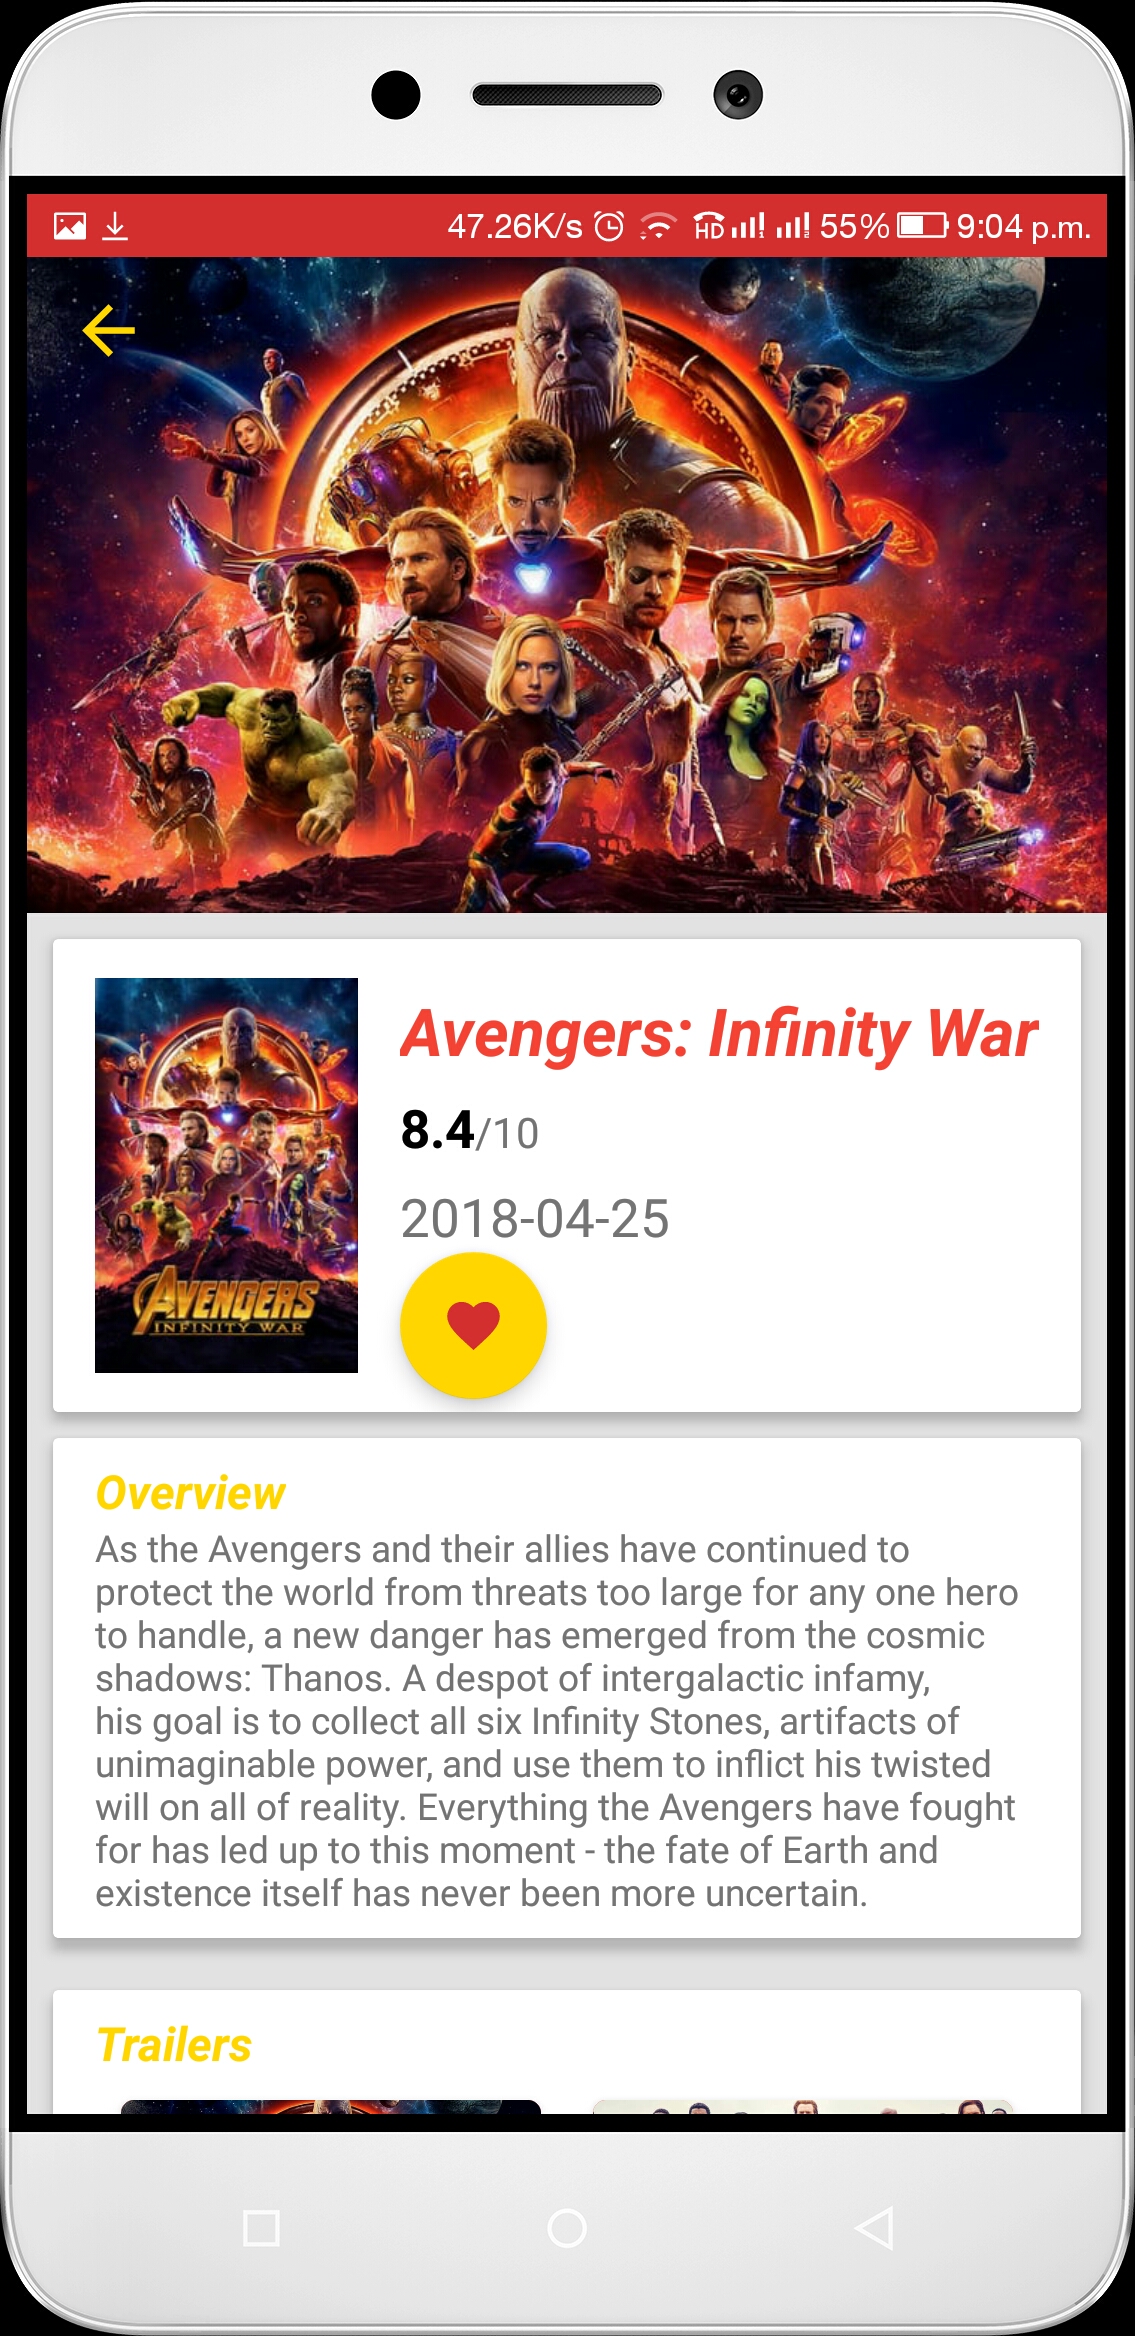 47.26K/s HD 55% 9:04 p.m.
Avengers: Infinity War
8.4/10
2018-04-25
AVENGERS
INFINITY WAR
Overview
As the Avengers and their allies have continued to
protect the world from threats too large for any one hero
to handle, a new danger has emerged from the cosmic
shadows: Thanos. A despot of intergalactic infamy,
his goal is to collect all six Infinity Stones, artifacts of
unimaginable power, and use them to inflict his twisted
will on all of reality. Everything the Avengers have fought
for has led up to this moment - the fate of Earth and
existence itself has never been more uncertain.
Trailers